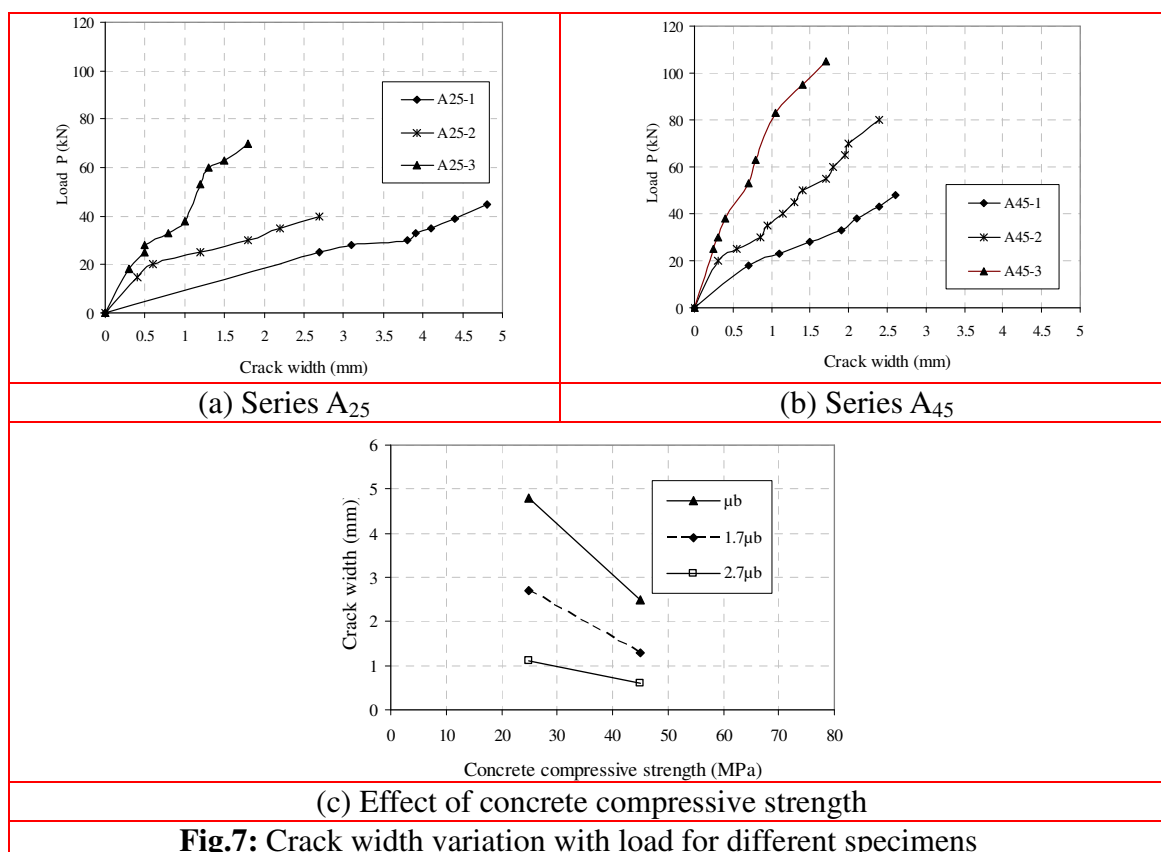 120
100
80
60
40
20
0
Load P (kN)
A25-1
A25-2
A25-3
0 0.5 1 1.5 2 2.5 3 3.5 4 4.5 5
Crack width (mm)
(a) Series A25
120
100
80
60
40
20
0
Load P (kN)
A45-1
A45-2
A45-3
0 0.5 1 1.5 2 2.5 3 3.5 4 4.5 5
Crack width (mm)
(b) Series A45
6
5
4
3
2
1
0
Crack width (mm)
µb
1.7µb
2.7µb
0 10 20 30 40 50 60 70 80
Concrete compressive strength (MPa)
(c) Effect of concrete compressive strength
Fig.7: Crack width variation with load for different specimens